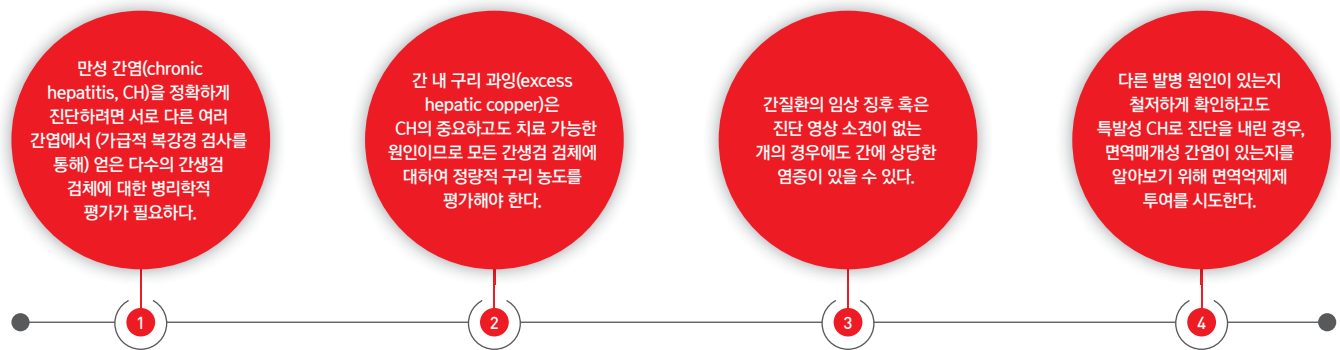 만성 간염(chronic
hepatitis, CH)을 정확하게
진단하려면 서로 다른 여러
간엽에서 (가급적 복강경 검사를
통해) 얻은 다수의 간생검
검체에 대한 병리학적
평가가 필요하다.
간 내 구리 과잉(excess
hepatic copper)은
CH의 중요하고도 치료 가능한
원인이므로 모든 간생검 검체에
대하여 정량적 구리 농도를
평가해야 한다.
간질환의 임상 징후 혹은
진단 영상 소견이 없는
개의 경우에도 간에 상당한
염증이 있을 수 있다.
다른 발병 원인이 있는지
철저하게 확인하고도
특발성 CH로 진단을 내린 경우,
면역매개성 간염이 있는지를
알아보기 위해 면역억제제
투여를 시도한다.
1
2
3
4